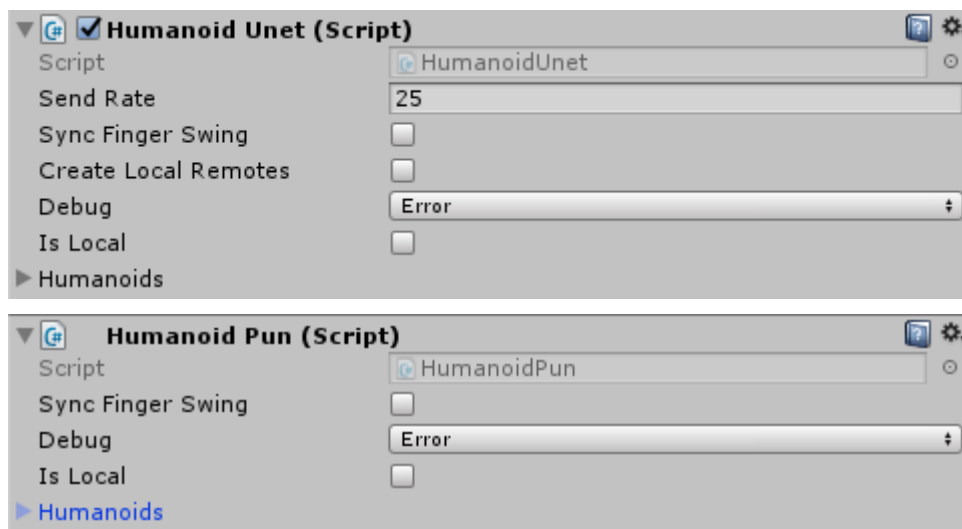 Humanoid Unet (Script)
Script HumanoidUnet
Send Rate 25
Sync Finger Swing
Create Local Remotes
Debug Error
Is Local
Humanoids
Humanoid Pun (Script)
Script HumanoidPun
Sync Finger Swing
Debug Error
Is Local
Humanoids